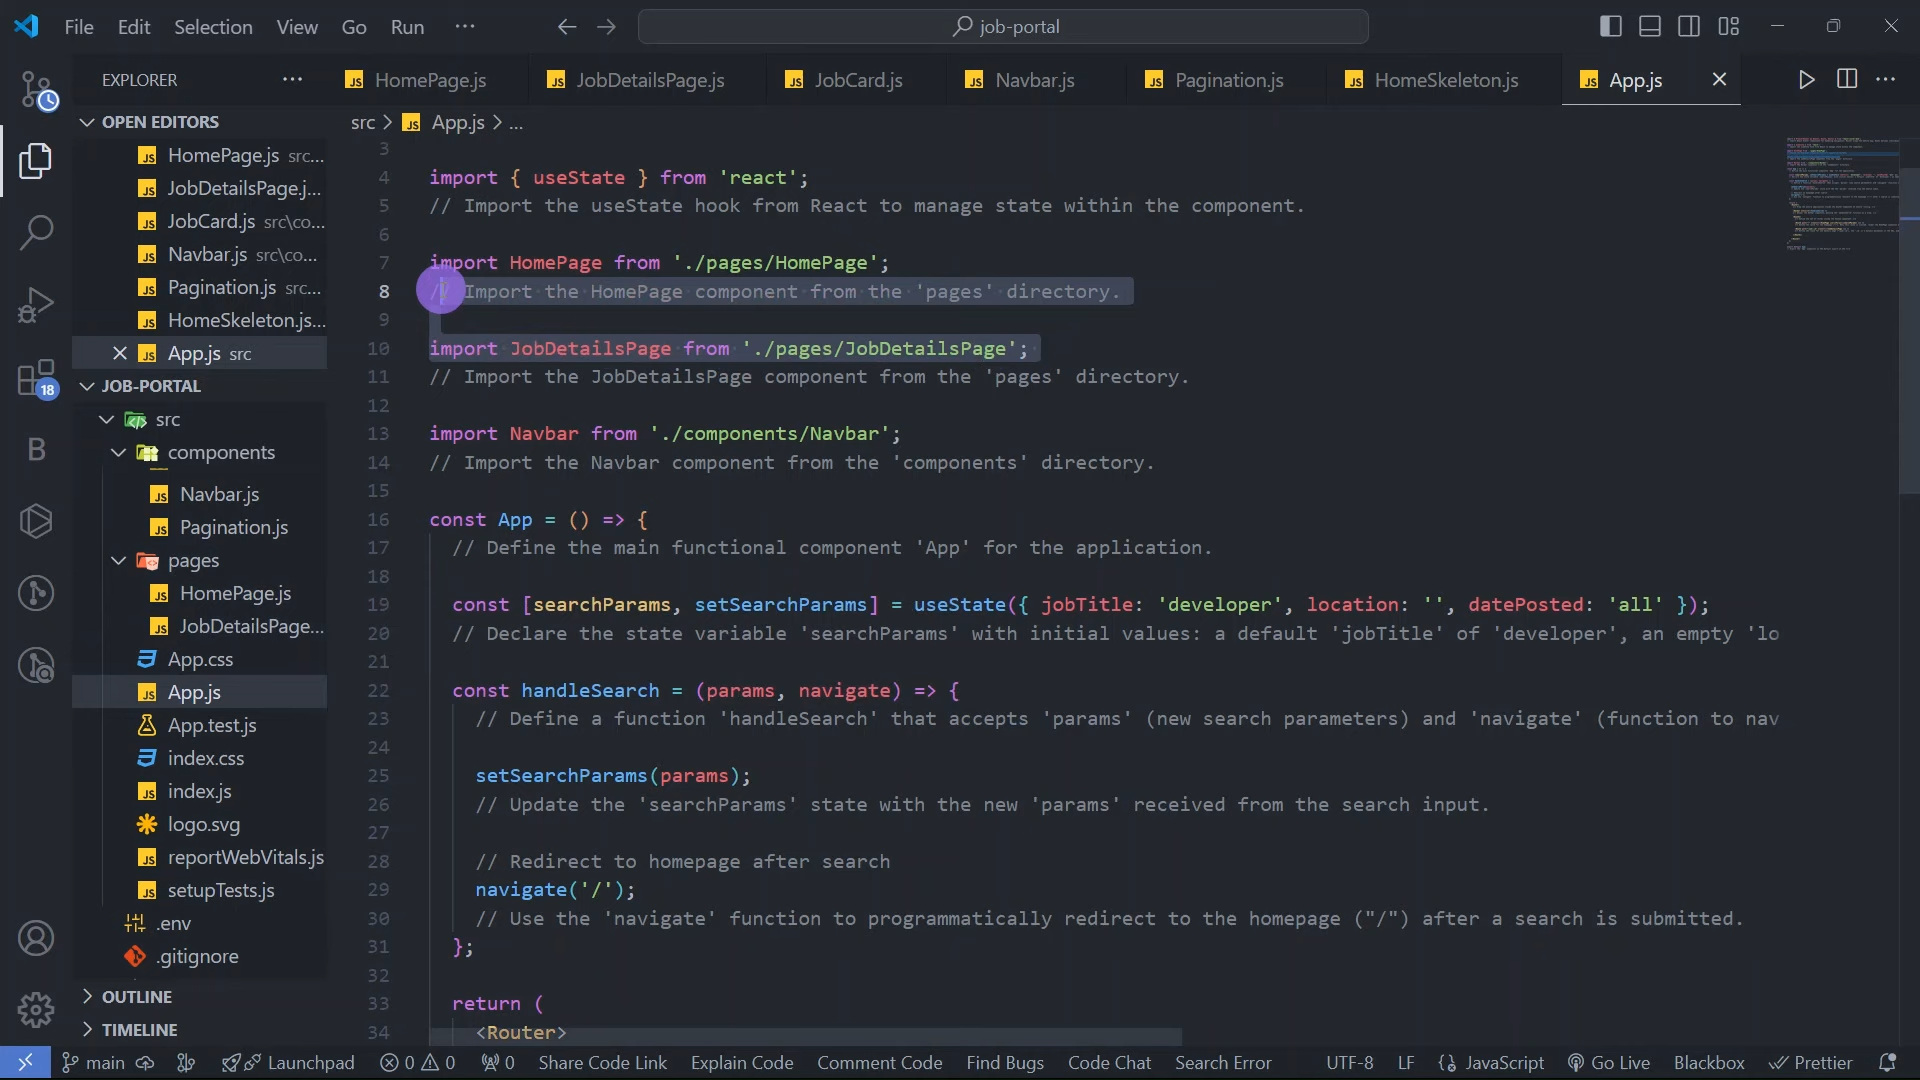 File Edit Selection View Go Run ···
job-portal
EXPLORER ···
HomePage.js JobDetailsPage.js JobCard.js Navbar.js Pagination.js HomeSkeleton.js App.js
OPEN EDITORS
HomePage.js src...
JobDetailsPage.j...
JobCard.js src\co...
Navbar.js src\co...
Pagination.js src...
HomeSkeleton.js...
App.js src
JOB-PORTAL
src
components
Navbar.js
Pagination.js
pages
HomePage.js
JobDetailsPage...
App.css
App.js
App.test.js
index.css
index.js
logo.svg
reportWebVitals.js
setupTests.js
.env
.gitignore
OUTLINE
TIMELINE
18
B
src > App.js > ...
3
4 import { useState } from 'react';
5 // Import the useState hook from React to manage state within the component.
6
7 import HomePage from './pages/HomePage';
8 // Import the HomePage component from the 'pages' directory.
9
10 import JobDetailsPage from './pages/JobDetailsPage';
11 // Import the JobDetailsPage component from the 'pages' directory.
12
13 import Navbar from './components/Navbar';
14 // Import the Navbar component from the 'components' directory.
15
16 const App = () => {
17 // Define the main functional component 'App' for the application.
18
19 const [searchParams, setSearchParams] = useState({ jobTitle: 'developer', location: '', datePosted: 'all' });
20 // Declare the state variable 'searchParams' with initial values: a default 'jobTitle' of 'developer', an empty 'lo
21
22 const handleSearch = (params, navigate) => {
23 // Define a function 'handleSearch' that accepts 'params' (new search parameters) and 'navigate' (function to nav
24
25 setSearchParams(params);
26 // Update the 'searchParams' state with the new 'params' received from the search input.
27
28 // Redirect to homepage after search
29 navigate('/');
30 // Use the 'navigate' function to programmatically redirect to the homepage ("/") after a search is submitted.
31 };
32
33 return (
34 <Router>
main Launchpad 0 0 0 Share Code Link Explain Code Comment Code Find Bugs Code Chat Search Error UTF-8 LF {} JavaScript Go Live Blackbox Prettier